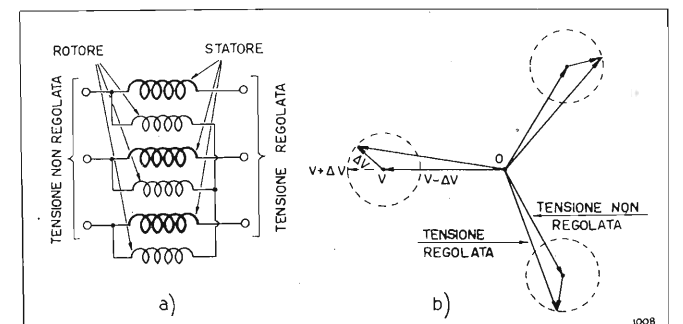 ROTORE
STATORE
TENSIONE NON REGOLATA
TENSIONE REGOLATA
a)
O
V+ΔV
ΔV
V
V-ΔV
TENSIONE NON
REGOLATA
TENSIONE
REGOLATA
b)
1008